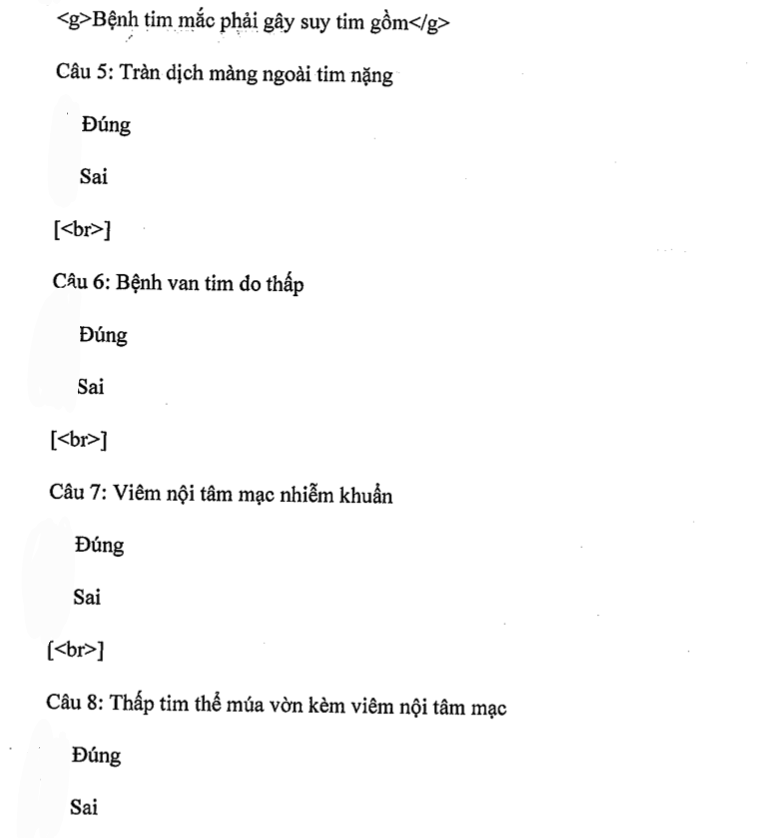 <g>Bệnh tim mắc phải gây suy tim gồm</g>
Câu 5: Tràn dịch màng ngoài tim nặng
Đúng
Sai
[<br>]
Câu 6: Bệnh van tim do thấp
Đúng
Sai
[<br>]
Câu 7: Viêm nội tâm mạc nhiễm khuẩn
Đúng
Sai
[<br>]
Câu 8: Thấp tim thể múa vờn kèm viêm nội tâm mạc
Đúng
Sai